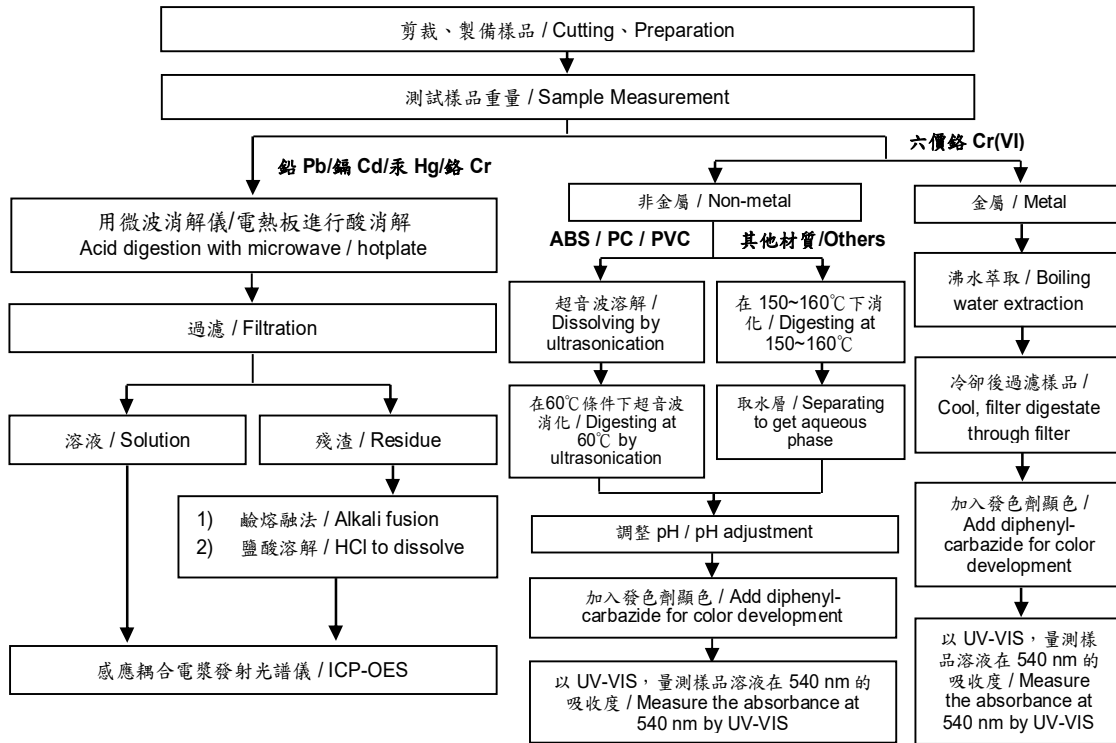 剪裁、製備樣品 / Cutting、Preparation
測試樣品重量 / Sample Measurement
鉛 Pb/鎘 Cd/汞 Hg/鉻 Cr
用微波消解儀/電熱板進行酸消解
Acid digestion with microwave / hotplate
過濾 / Filtration
溶液 / Solution
殘渣 / Residue
1) 鹼熔融法 / Alkali fusion
2) 鹽酸溶解 / HCl to dissolve
感應耦合電漿發射光譜儀 / ICP-OES
六價鉻 Cr(VI)
非金屬 / Non-metal
ABS / PC / PVC
超音波溶解 /
Dissolving by
ultrasonication
在60℃條件下超音波
消化 / Digesting at
60℃ by
ultrasonication
其他材質/Others
在 150~160℃下消
化 / Digesting at
150~160℃
取水層 / Separating
to get aqueous
phase
調整 pH / pH adjustment
加入發色劑顯色 / Add diphenyl-
carbazide for color development
以 UV-VIS，量測樣品溶液在 540 nm 的
吸收度 / Measure the absorbance at
540 nm by UV-VIS
金屬 / Metal
沸水萃取 / Boiling
water extraction
冷卻後過濾樣品 /
Cool, filter digestate
through filter
加入發色劑顯色 /
Add diphenyl-
carbazide for color
development
以 UV-VIS，量測樣
品溶液在 540 nm 的
吸收度 / Measure
the absorbance at
540 nm by UV-VIS